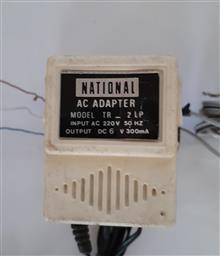 NATIONAL
AC ADAPTER
MODEL TR _ 2 LP
INPUT AC 220V 50 HZ
OUTPUT DC 6 V 300mA